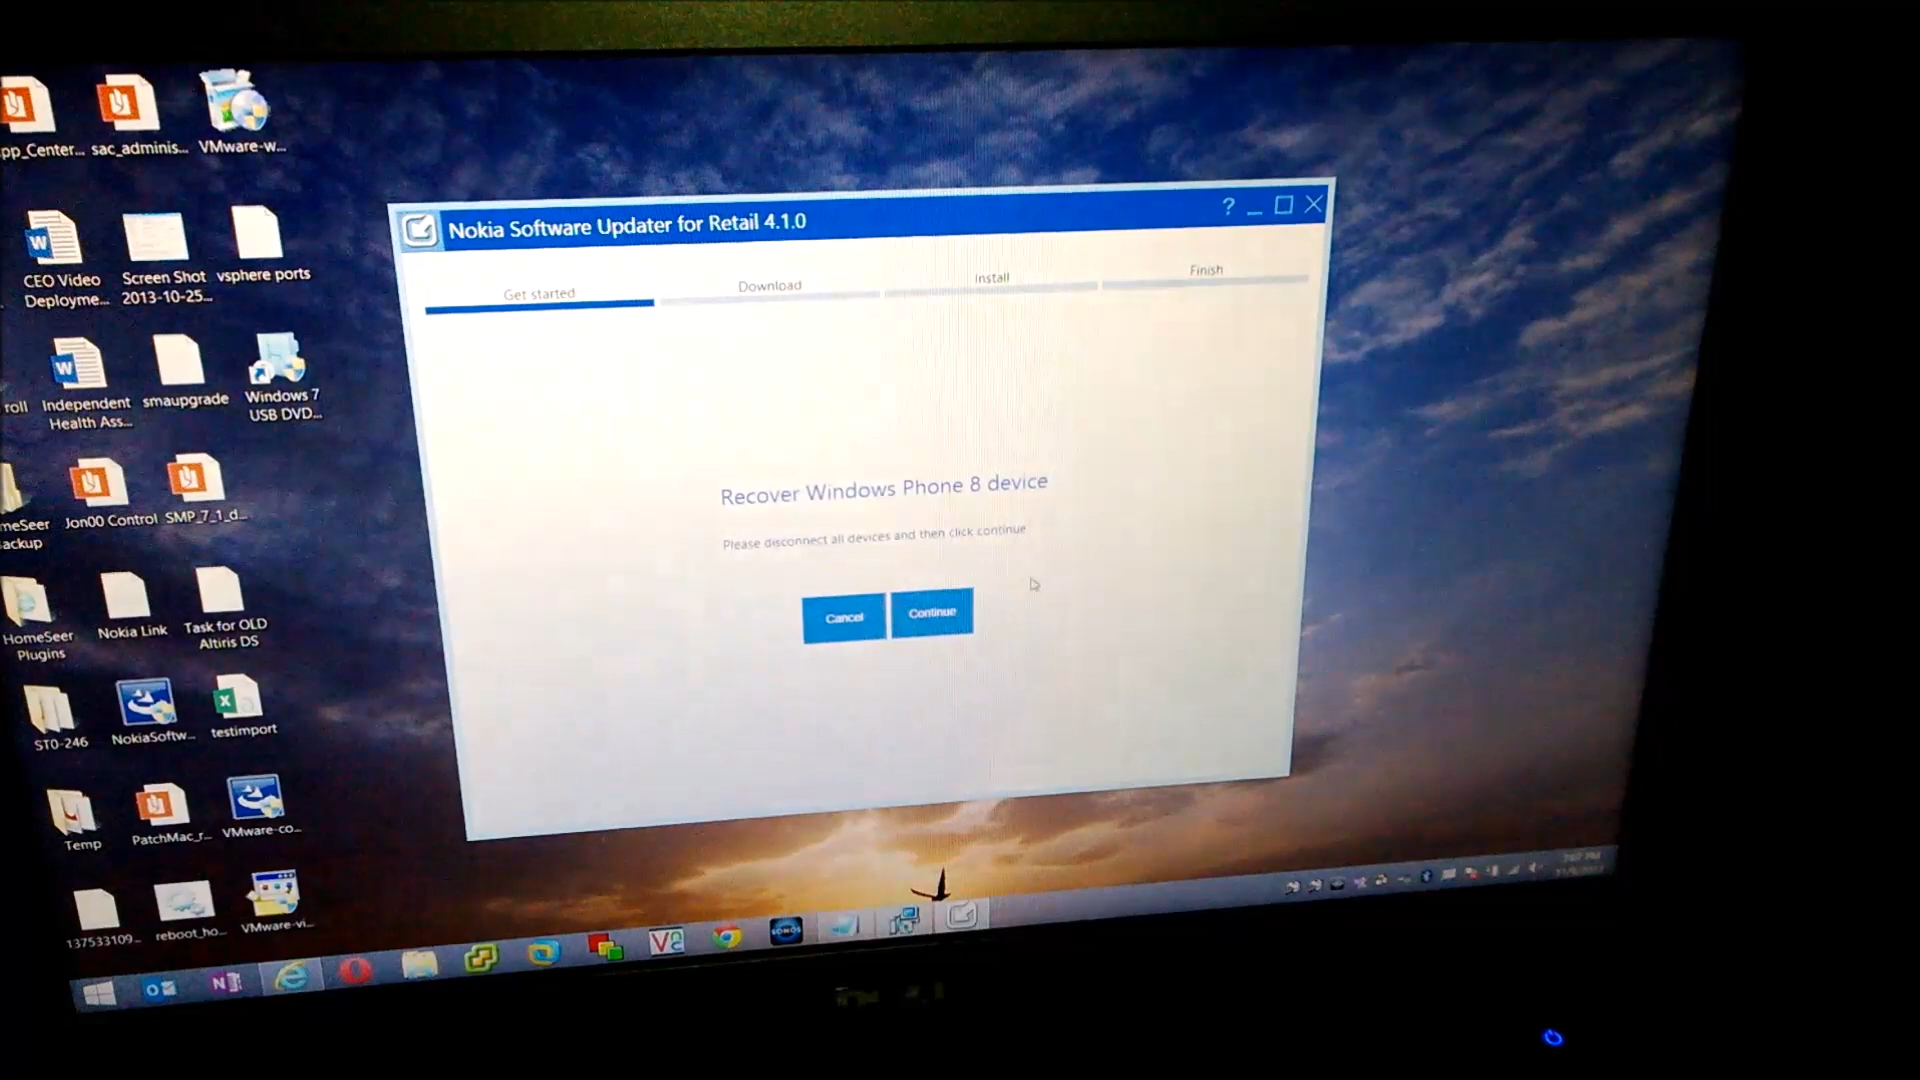 pp_Center... sac_adminis... VMware-w...
Nokia Software Updater for Retail 4.1.0
?
Get started Download Install Finish
CEO Video
Deployme...
Screen Shot
2013-10-25...
vsphere ports
roll
Independent
Health Ass...
smaupgrade
Windows 7
USB DVD...
Recover Windows Phone 8 device
Please disconnect all devices and then click continue
Cancel Continue
meSeer
ackup
Jon00 Control
SMP_7_1_d...
HomeSeer
Plugins
Nokia Link
Task for OLD
Altiris DS
ST0-246
NokiaSoftw...
testimport
Temp
PatchMac_r...
VMware-co...
137533109...
reboot_ho...
VMware-vi...
SONOS